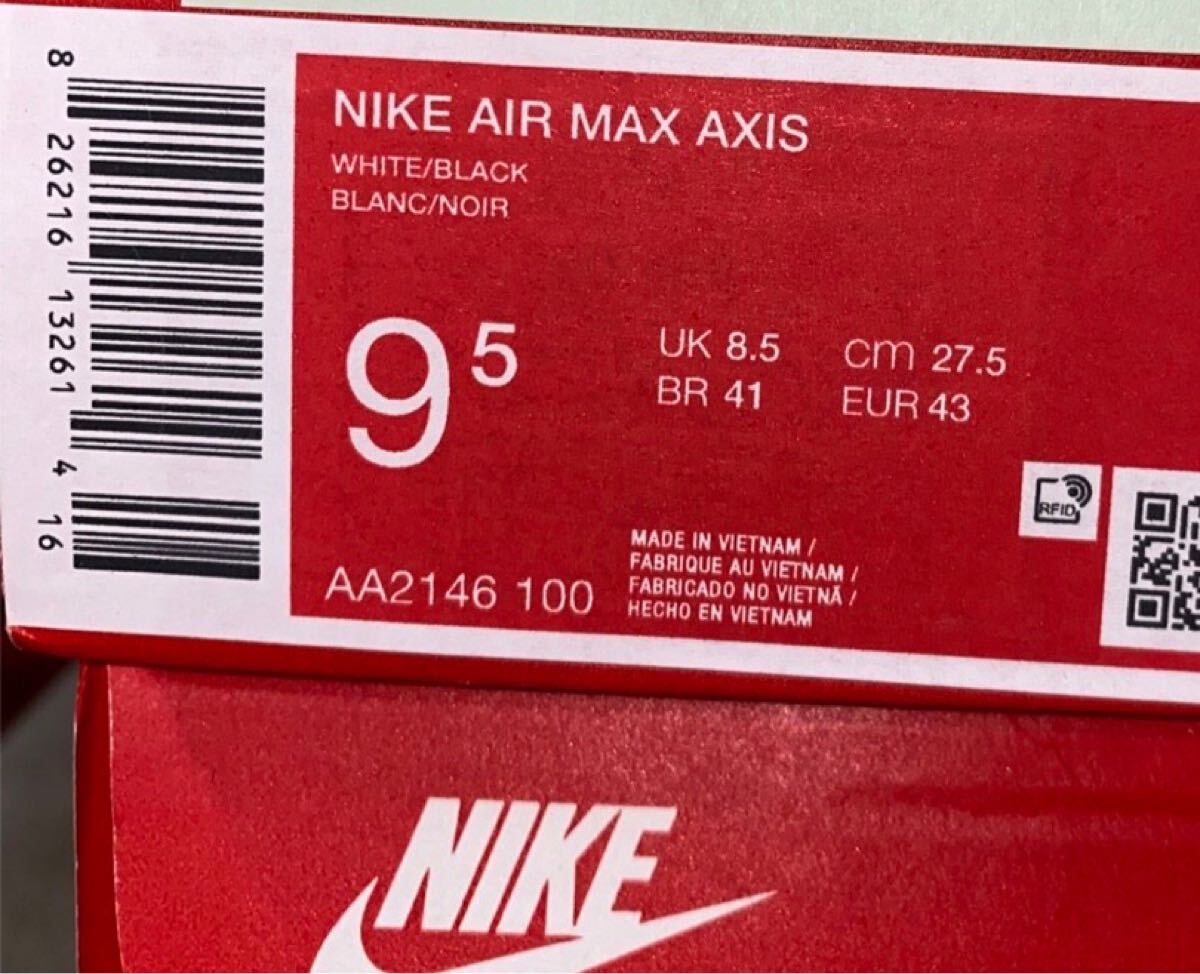 8 26216 13261 4 16
NIKE AIR MAX AXIS
WHITE/BLACK
BLANC/NOIR
9 5
UK 8.5 cm 27.5
BR 41 EUR 43
RFID
AA2146 100
MADE IN VIETNAM /
FABRIQUE AU VIETNAM /
FABRICADO NO VIETNÃ /
HECHO EN VIETNAM
NIKE